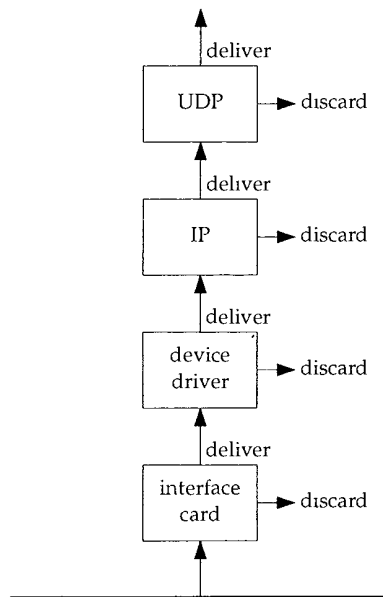 deliver
UDP
discard
deliver
IP
discard
deliver
device
driver
discard
deliver
interface
card
discard